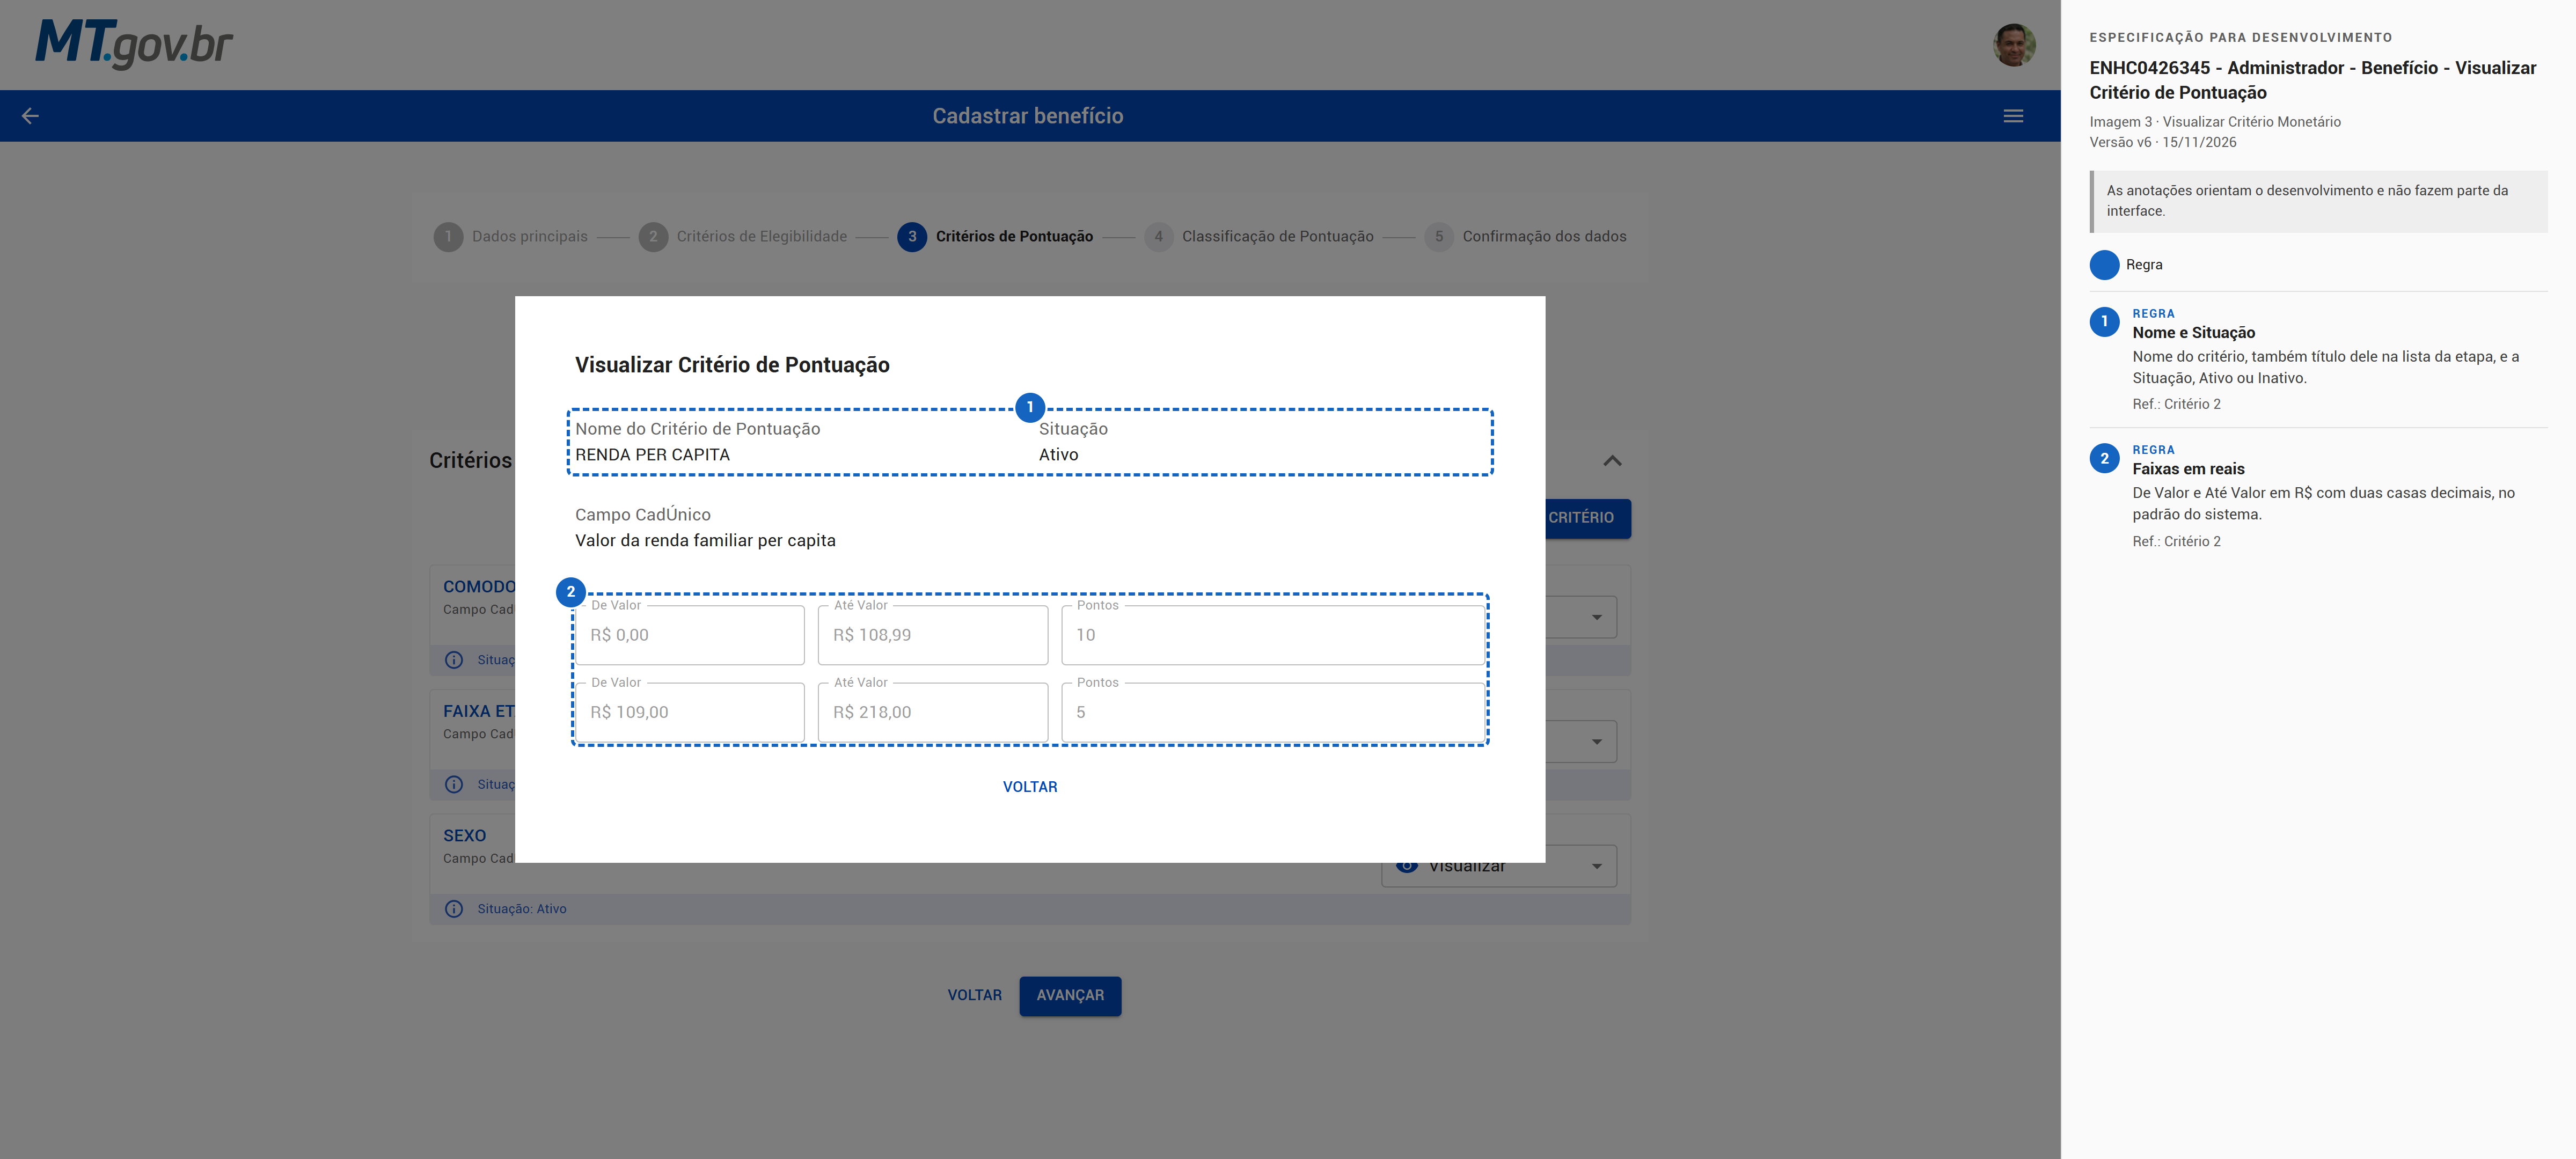 MT.gov.br
Cadastrar benefício
1 Dados principais
2 Critérios de Elegibilidade
3 Critérios de Pontuação
4 Classificação de Pontuação
5 Confirmação dos dados
Critérios
CRITÉRIO
COMODO
Campo Cad
Situaç
FAIXA ET
Campo Cad
Situaç
SEXO
Campo Cad
Visualizar
Situação: Ativo
VOLTAR
AVANÇAR
Visualizar Critério de Pontuação
1
Nome do Critério de Pontuação
RENDA PER CAPITA
Situação
Ativo
Campo CadÚnico
Valor da renda familiar per capita
2
De Valor
R$ 0,00
Até Valor
R$ 108,99
Pontos
10
De Valor
R$ 109,00
Até Valor
R$ 218,00
Pontos
5
VOLTAR
ESPECIFICAÇÃO PARA DESENVOLVIMENTO
ENHC0426345 - Administrador - Benefício - Visualizar
Critério de Pontuação
Imagem 3 · Visualizar Critério Monetário
Versão v6 · 15/11/2026
As anotações orientam o desenvolvimento e não fazem parte da
interface.
Regra
1
REGRA
Nome e Situação
Nome do critério, também título dele na lista da etapa, e a
Situação, Ativo ou Inativo.
Ref.: Critério 2
2
REGRA
Faixas em reais
De Valor e Até Valor em R$ com duas casas decimais, no
padrão do sistema.
Ref.: Critério 2